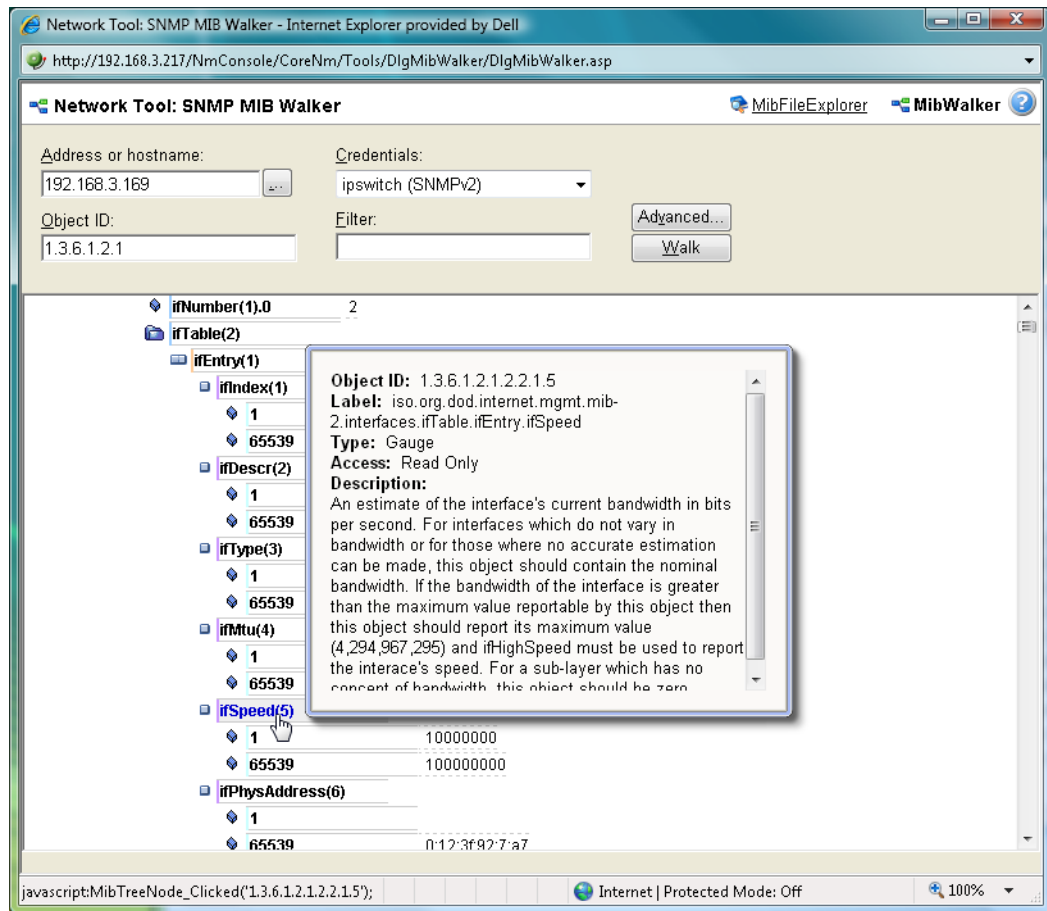 Network Tool: SNMP MIB Walker - Internet Explorer provided by Dell
http://192.168.3.217/NmConsole/CoreNm/Tools/DlgMibWalker/DlgMibWalker.asp
Network Tool: SNMP MIB Walker MibFileExplorer MibWalker ?
Address or hostname: Credentials:
192.168.3.169 ... ipswitch (SNMPv2)
Object ID: Filter: Advanced...
1.3.6.1.2.1 Walk
ifNumber(1).0 2
ifTable(2)
ifEntry(1)
ifIndex(1)
1
65539
ifDescr(2)
1
65539
ifType(3)
1
65539
ifMtu(4)
1
65539
Object ID: 1.3.6.1.2.1.2.2.1.5
Label: iso.org.dod.internet.mgmt.mib-
2.interfaces.ifTable.ifEntry.ifSpeed
Type: Gauge
Access: Read Only
Description:
An estimate of the interface's current bandwidth in bits
per second. For interfaces which do not vary in
bandwidth or for those where no accurate estimation
can be made, this object should contain the nominal
bandwidth. If the bandwidth of the interface is greater
than the maximum value reportable by this object then
this object should report its maximum value
(4,294,967,295) and ifHighSpeed must be used to report
the interace's speed. For a sub-layer which has no
concept of bandwidth, this object should be zero.
ifSpeed(5)
1 10000000
65539 100000000
ifPhysAddress(6)
1
65539 0:12:3f:92:7:a7
javascript:MibTreeNode_Clicked('1.3.6.1.2.1.2.2.1.5'); Internet | Protected Mode: Off 100%